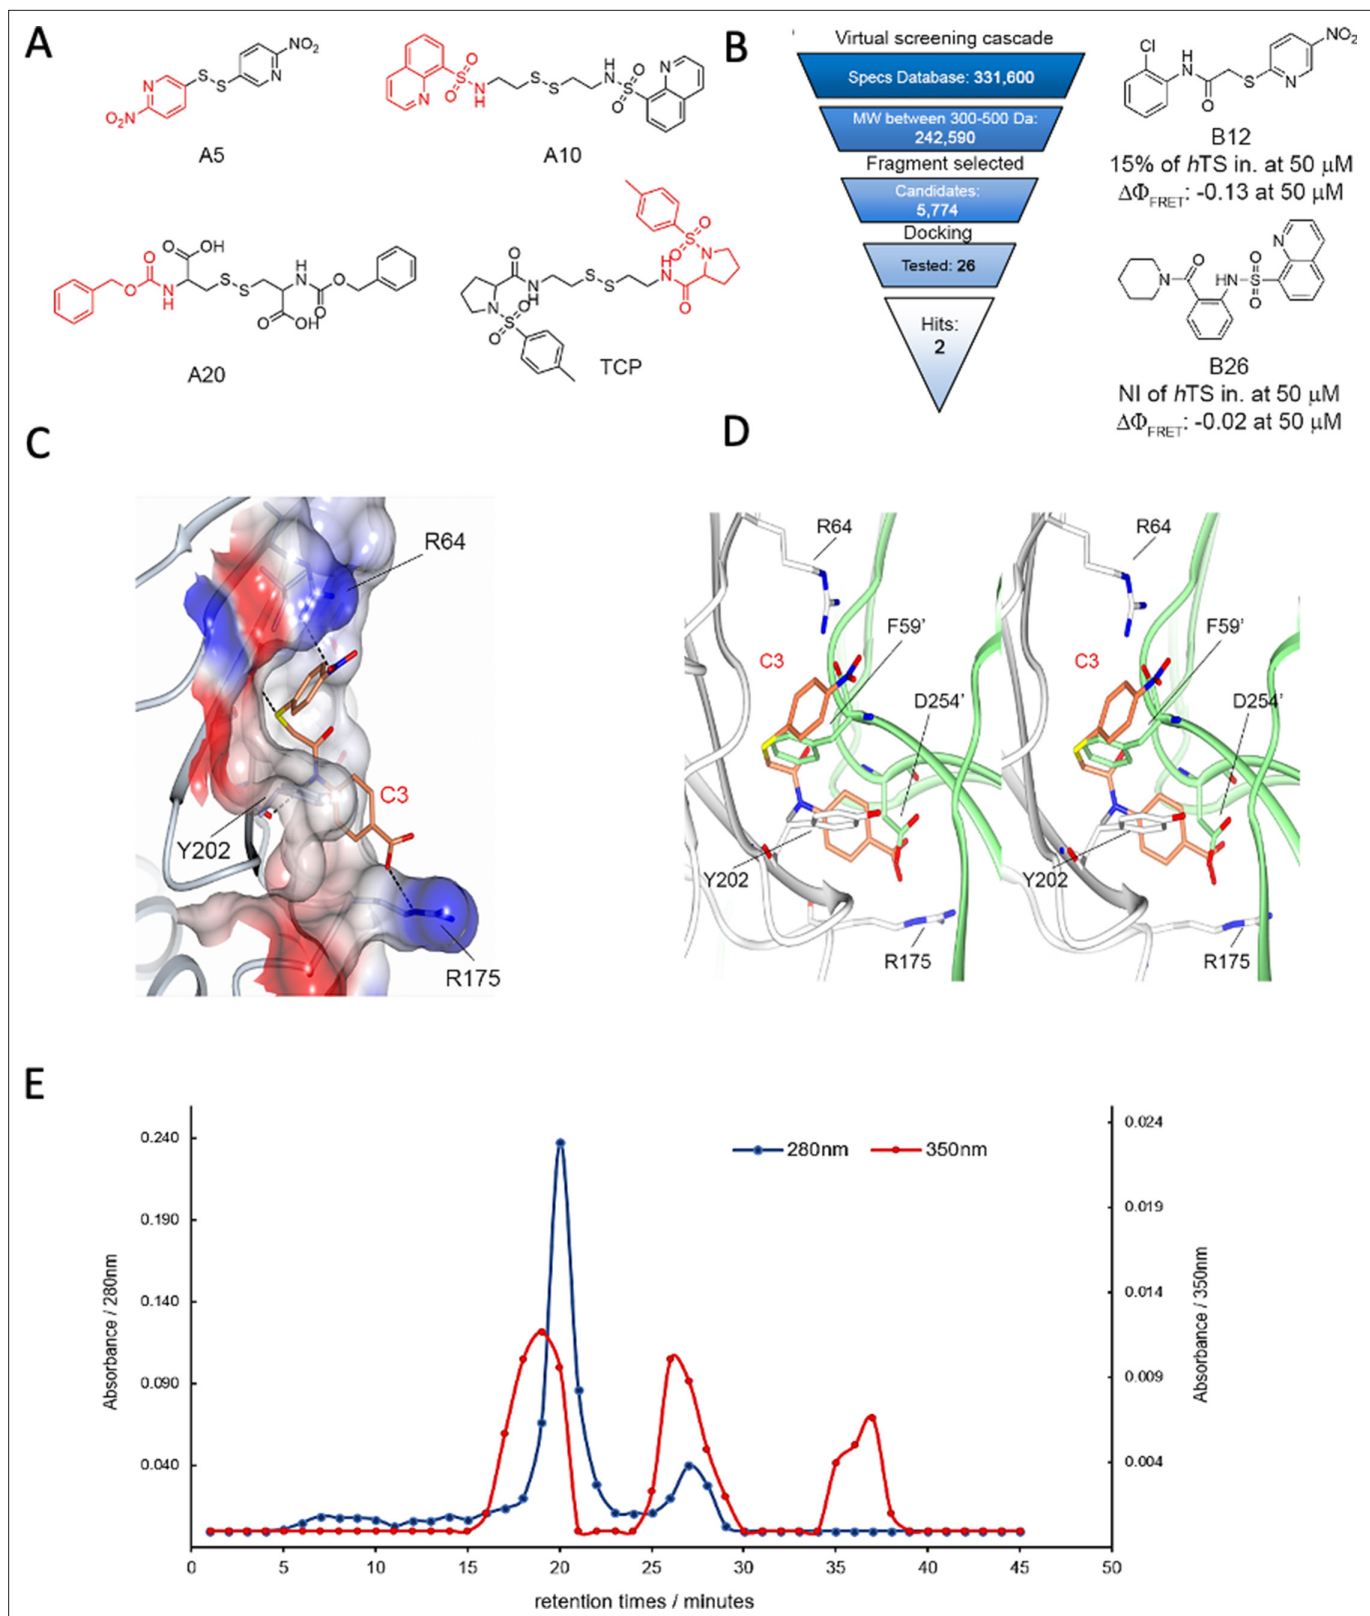 A
NO₂
N
S
S
N
O₂N
A5
N
O
S
O
N
H
S
S
H
N
O
S
O
N
A10
O
O
N
H
O
OH
S
S
H
N
O
O
O
OH
A20
N
O
S
O
O
N
H
S
S
H
N
O
O
S
O
N
TCP
B
Virtual screening cascade
Specs Database: 331,600
MW between 300-500 Da:
242,590
Fragment selected
Candidates:
5,774
Docking
Tested: 26
Hits:
2
Cl
H
N
O
S
N
NO₂
B12
15% of hTS in. at 50 μM
ΔΦFRET: -0.13 at 50 μM
N
O
N
HN
O
S
O
B26
NI of hTS in. at 50 μM
ΔΦFRET: -0.02 at 50 μM
C
R64
C3
Y202
R175
D
R64
F59’
C3
D254’
Y202
R175
R64
F59’
C3
D254’
Y202
R175
E
280nm
350nm
0.240
0.190
0.140
0.090
0.040
Absorbance / 280nm
0.024
0.019
0.014
0.009
0.004
Absorbance / 350nm
0 5 10 15 20 25 30 35 40 45 50
retention times / minutes